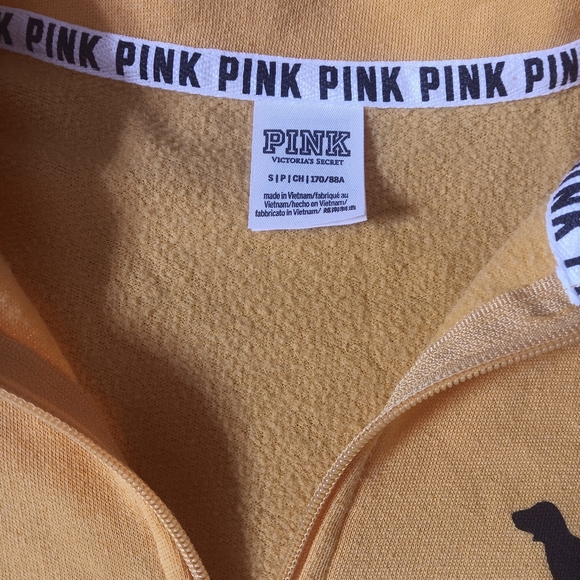 PINK PINK PINK PINK PINK PIN
PINK
VICTORIA'S SECRET
S | P | CH | 170/88A
made in Vietnam/fabriqué au
Vietnam/hecho en Vietnam/
fabbricato in Vietnam/
INK P